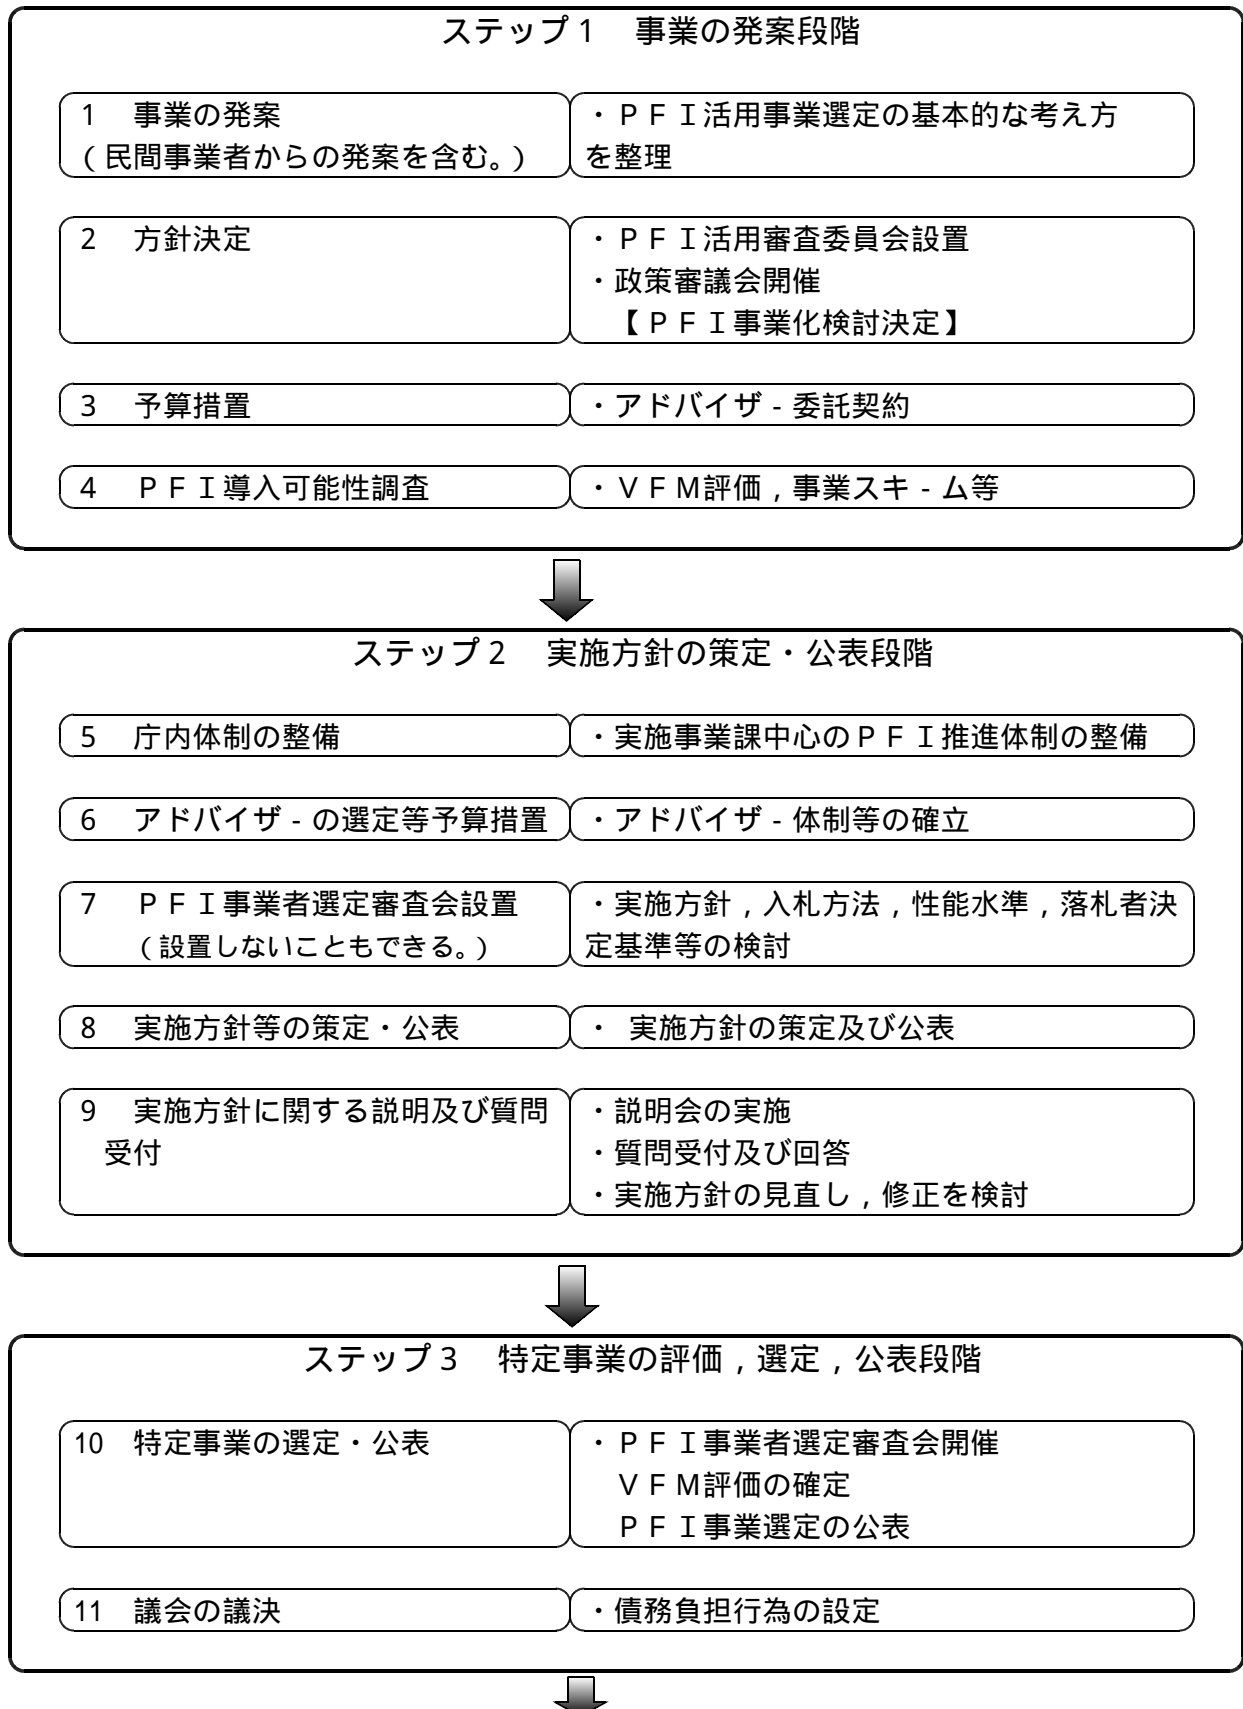 ステップ1　事業の発案段階
1　事業の発案
（民間事業者からの発案を含む。）
・ＰＦＩ活用事業選定の基本的な考え方
を整理
2　方針決定
・ＰＦＩ活用審査委員会設置
・政策審議会開催
【ＰＦＩ事業化検討決定】
3　予算措置
・アドバイザ－委託契約
4　ＰＦＩ導入可能性調査
・ＶＦＭ評価，事業スキ－ム等
ステップ2　実施方針の策定・公表段階
5　庁内体制の整備
・実施事業課中心のＰＦＩ推進体制の整備
6　アドバイザ－の選定等予算措置
・アドバイザ－体制等の確立
7　ＰＦＩ事業者選定審査会設置
（設置しないこともできる。）
・実施方針，入札方法，性能水準，落札者決
定基準等の検討
8　実施方針等の策定・公表
・ 実施方針の策定及び公表
9　実施方針に関する説明及び質問
受付
・説明会の実施
・質問受付及び回答
・実施方針の見直し，修正を検討
ステップ3　特定事業の評価，選定，公表段階
10　特定事業の選定・公表
・ＰＦＩ事業者選定審査会開催
ＶＦＭ評価の確定
ＰＦＩ事業選定の公表
11　議会の議決
・債務負担行為の設定